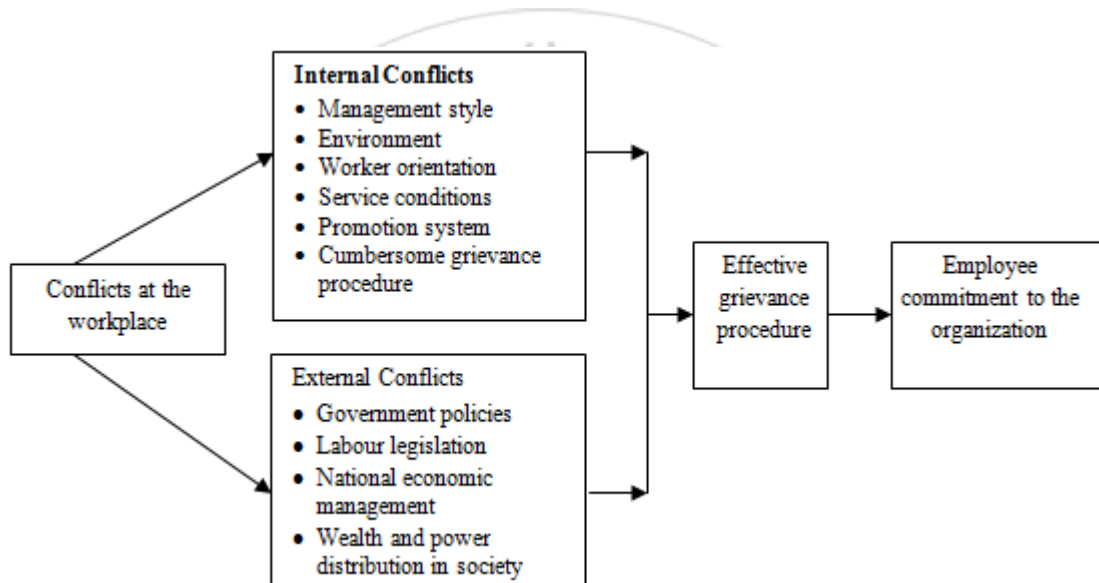 Internal Conflicts
• Management style
• Environment
• Worker orientation
• Service conditions
• Promotion system
• Cumbersome grievance
procedure
Conflicts at the
workplace
External Conflicts
• Government policies
• Labour legislation
• National economic
management
• Wealth and power
distribution in society
Effective
grievance
procedure
Employee
commitment to the
organization